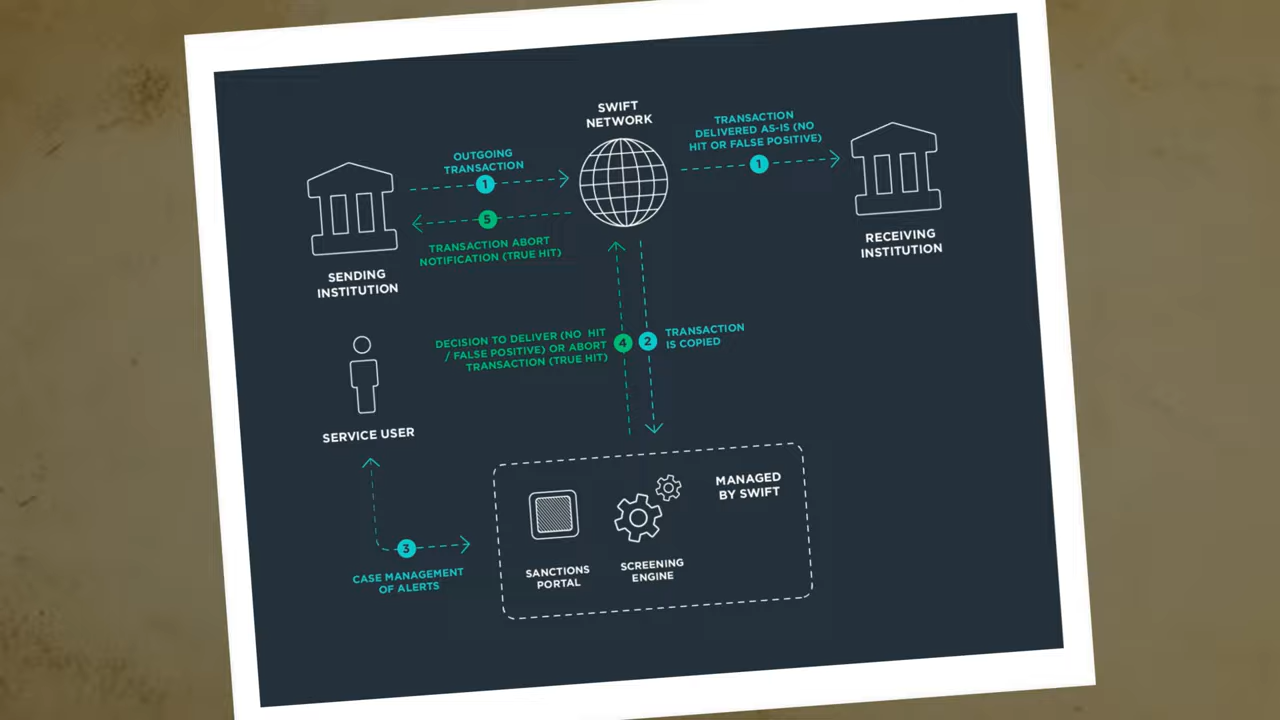 SWIFT
NETWORK
TRANSACTION
DELIVERED AS-IS (NO
HIT OR FALSE POSITIVE)
1
OUTGOING
TRANSACTION
1
5
TRANSACTION ABORT
NOTIFICATION (TRUE HIT)
SENDING
INSTITUTION
RECEIVING
INSTITUTION
DECISION TO DELIVER (NO HIT
/ FALSE POSITIVE) OR ABORT
TRANSACTION (TRUE HIT)
4
2
TRANSACTION
IS COPIED
SERVICE USER
3
CASE MANAGEMENT
OF ALERTS
MANAGED
BY SWIFT
SANCTIONS
PORTAL
SCREENING
ENGINE